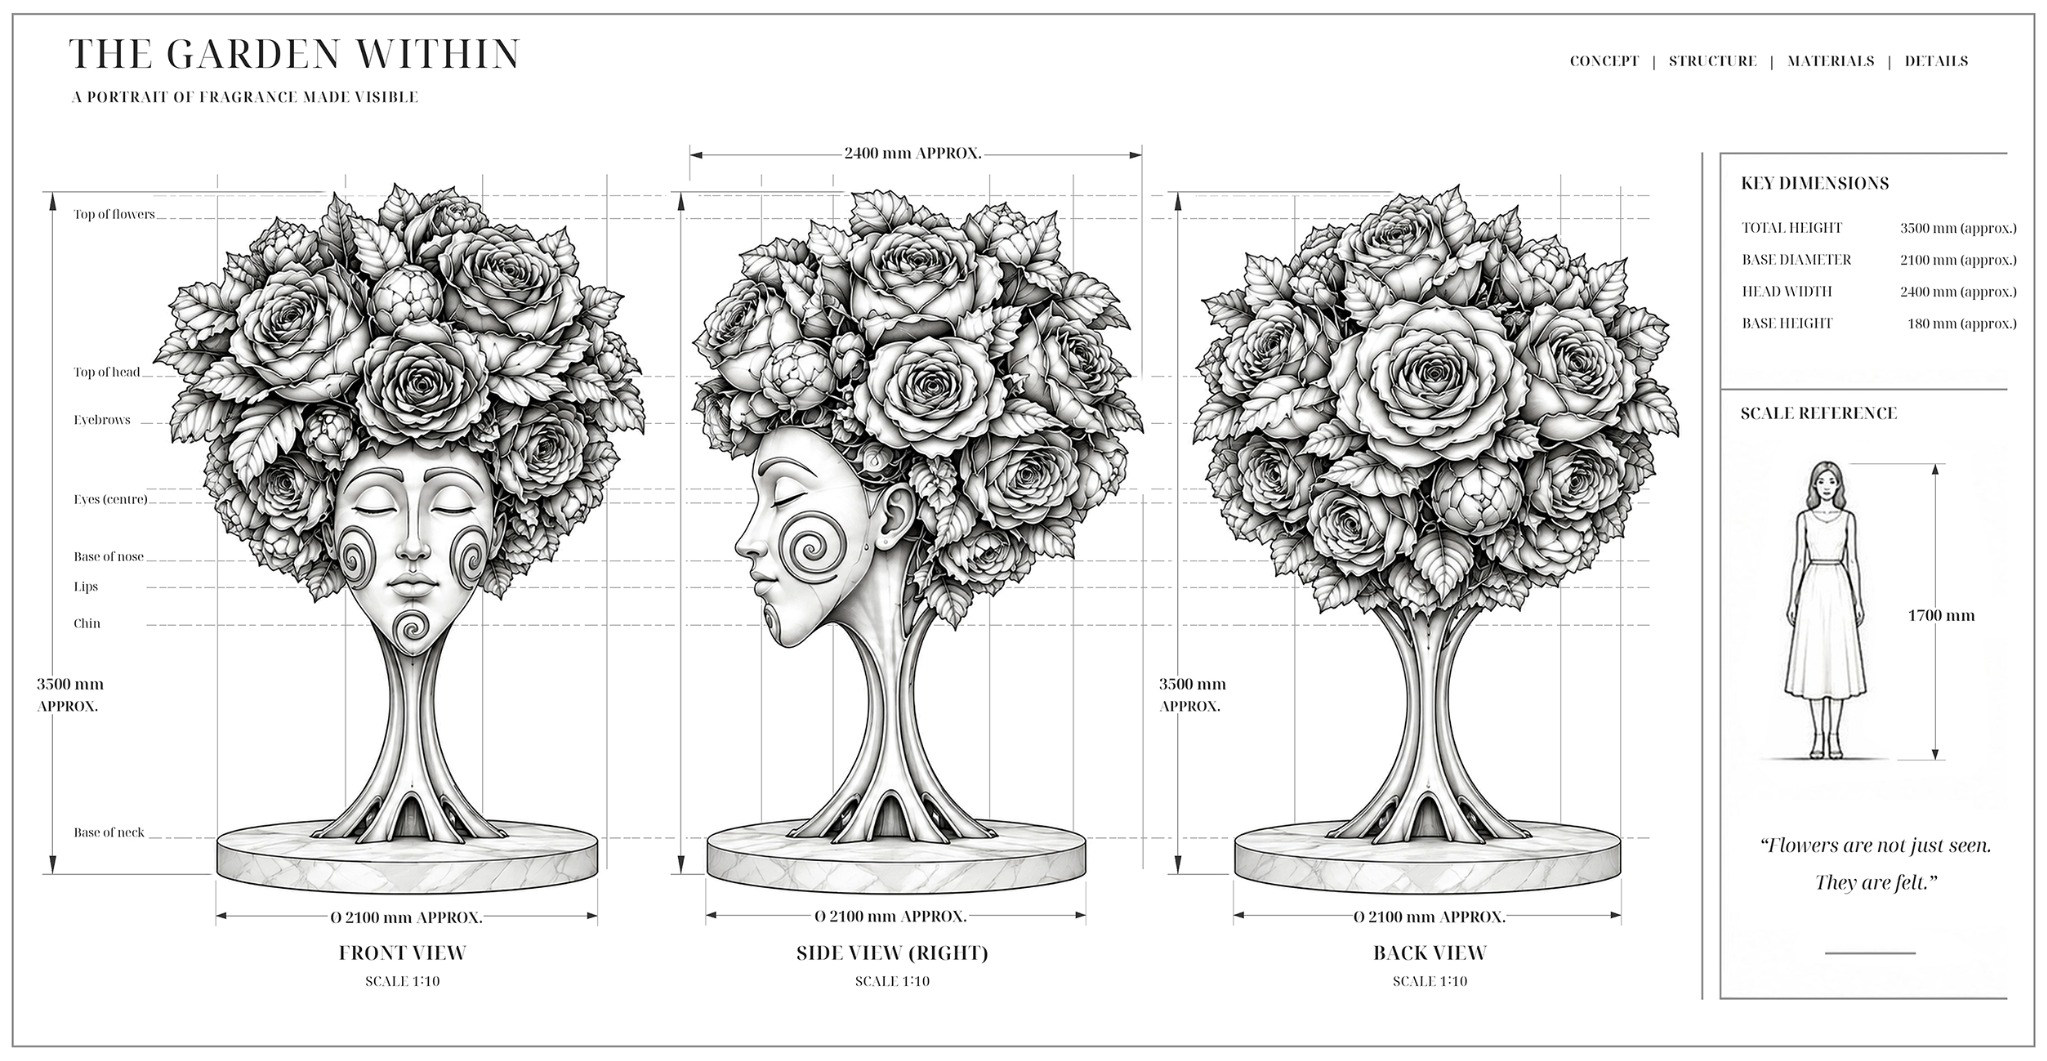 THE GARDEN WITHIN
A PORTRAIT OF FRAGRANCE MADE VISIBLE
CONCEPT | STRUCTURE | MATERIALS | DETAILS
2400 mm APPROX.
Top of flowers
Top of head
Eyebrows
Eyes (centre)
Base of nose
Lips
Chin
3500 mm
APPROX.
Base of neck
3500 mm
APPROX.
Ø 2100 mm APPROX.
FRONT VIEW
SCALE 1:10
Ø 2100 mm APPROX.
SIDE VIEW (RIGHT)
SCALE 1:10
Ø 2100 mm APPROX.
BACK VIEW
SCALE 1:10
KEY DIMENSIONS
TOTAL HEIGHT 3500 mm (approx.)
BASE DIAMETER 2100 mm (approx.)
HEAD WIDTH 2400 mm (approx.)
BASE HEIGHT 180 mm (approx.)
SCALE REFERENCE
1700 mm
“Flowers are not just seen.
They are felt.”